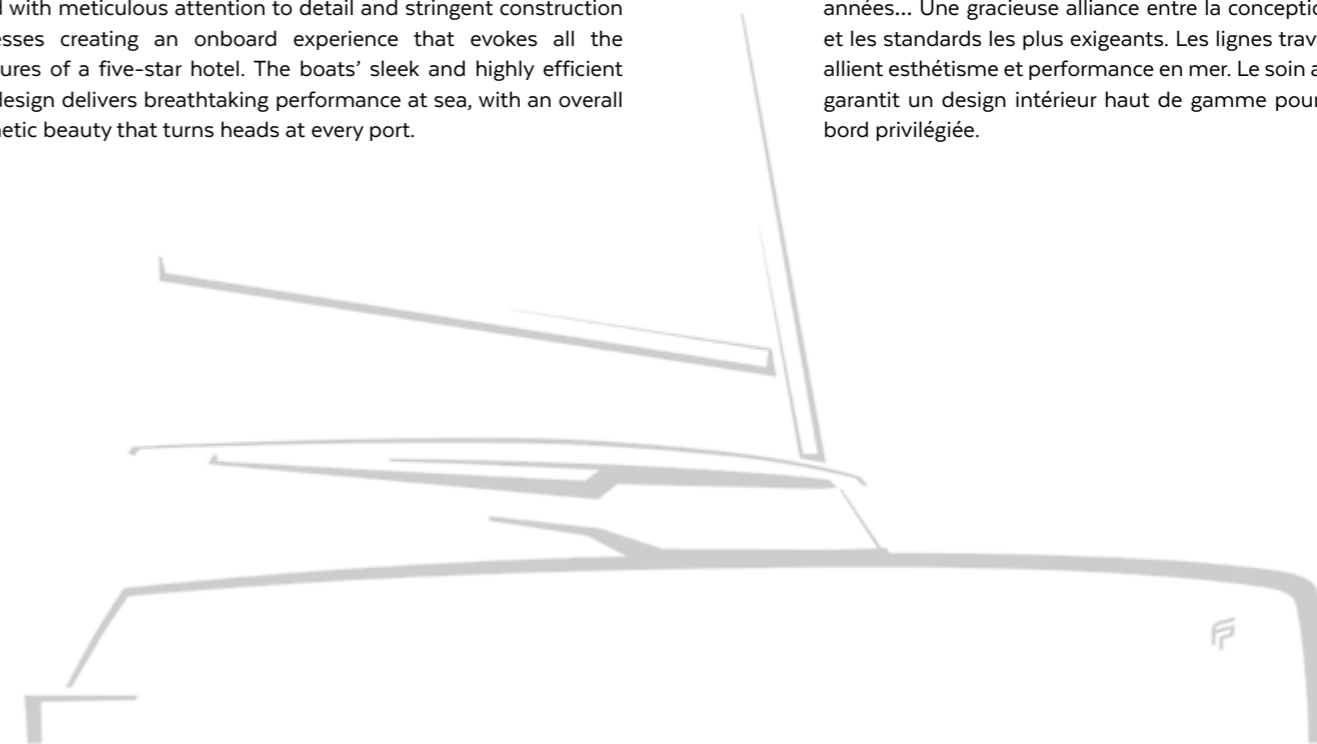 with meticulous attention to detail and stringent construction
creating an onboard experience that evokes all the
of a five-star hotel. The boats’ sleek and highly efficient
design delivers breathtaking performance at sea, with an overall
beauty that turns heads at every port.
années... Une gracieuse alliance entre la
et les standards les plus exigeants. Les lignes
allient esthétisme et performance en mer. Le soin
garantit un design intérieur haut de gamme pour
bord privilégiée.
FP